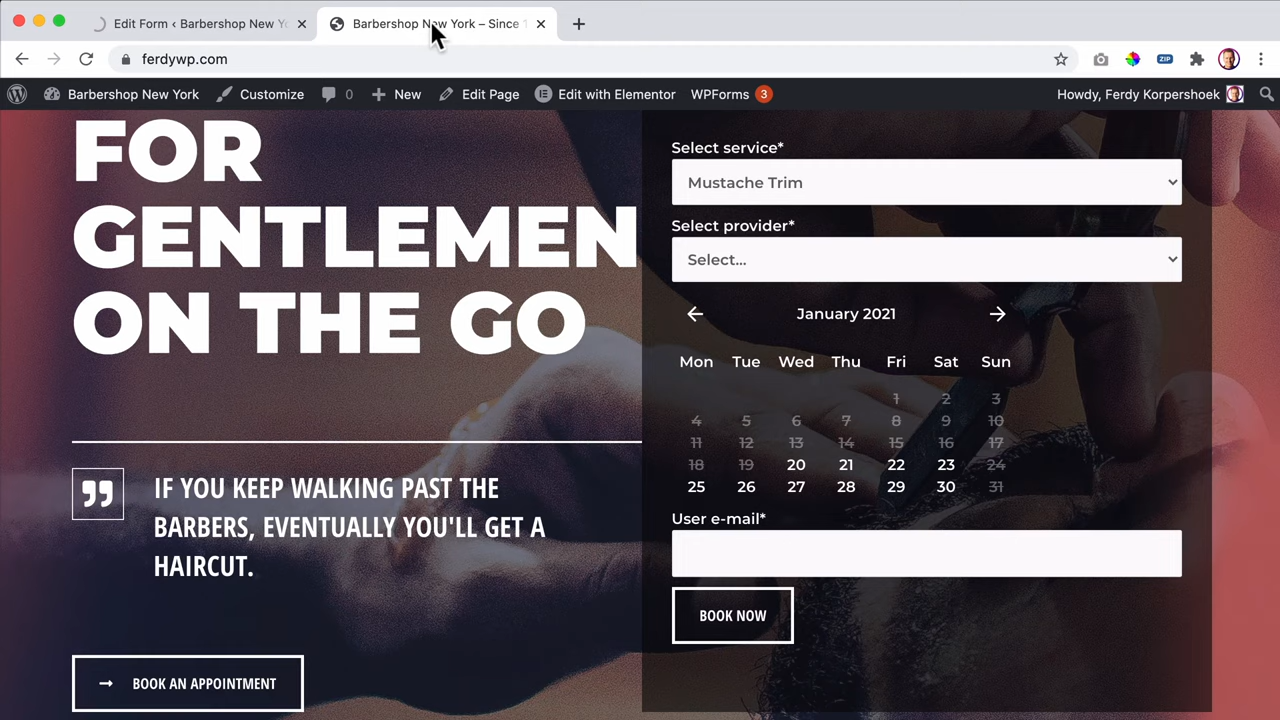 Edit Form ‹ Barbershop New Yo
Barbershop New York – Since 1
ferdywp.com
ZIP
Barbershop New York
Customize
0
New
Edit Page
Edit with Elementor
WPForms 3
Howdy, Ferdy Korpershoek
FOR
GENTLEMEN
ON THE GO
IF YOU KEEP WALKING PAST THE
BARBERS, EVENTUALLY YOU'LL GET A
HAIRCUT.
BOOK AN APPOINTMENT
Select service*
Mustache Trim
Select provider*
Select...
January 2021
Mon Tue Wed Thu Fri Sat Sun
1 2 3
4 5 6 7 8 9 10
11 12 13 14 15 16 17
18 19 20 21 22 23 24
25 26 27 28 29 30 31
User e-mail*
BOOK NOW